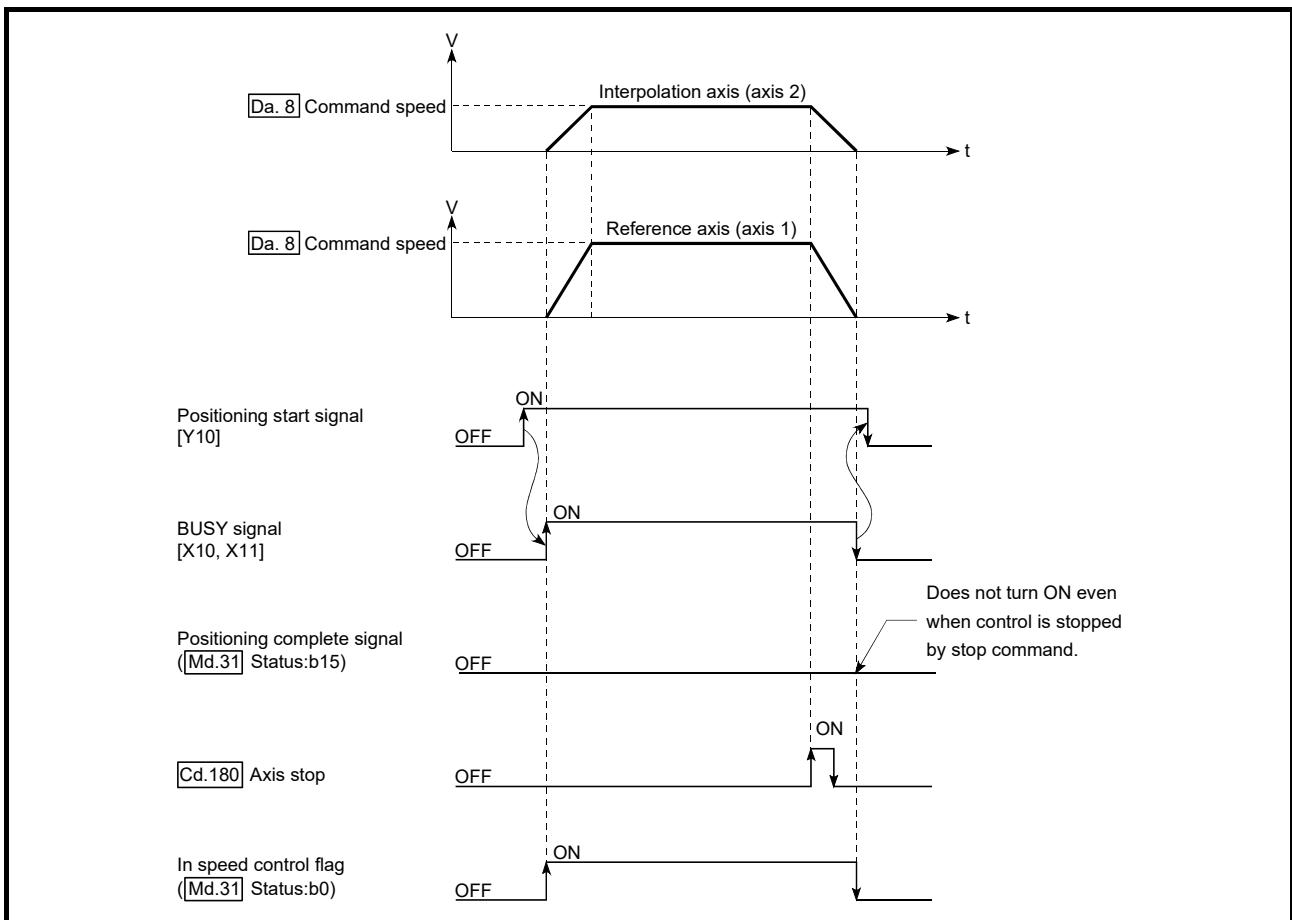 V
Interpolation axis (axis 2)
Da. 8 Command speed
t
V
Reference axis (axis 1)
Da. 8 Command speed
t
ON
Positioning start signal
[Y10]
OFF
ON
BUSY signal
[X10, X11]
OFF
Does not turn ON even
when control is stopped
by stop command.
Positioning complete signal
(Md.31 Status:b15)
OFF
ON
Cd.180 Axis stop
OFF
ON
In speed control flag
(Md.31 Status:b0)
OFF